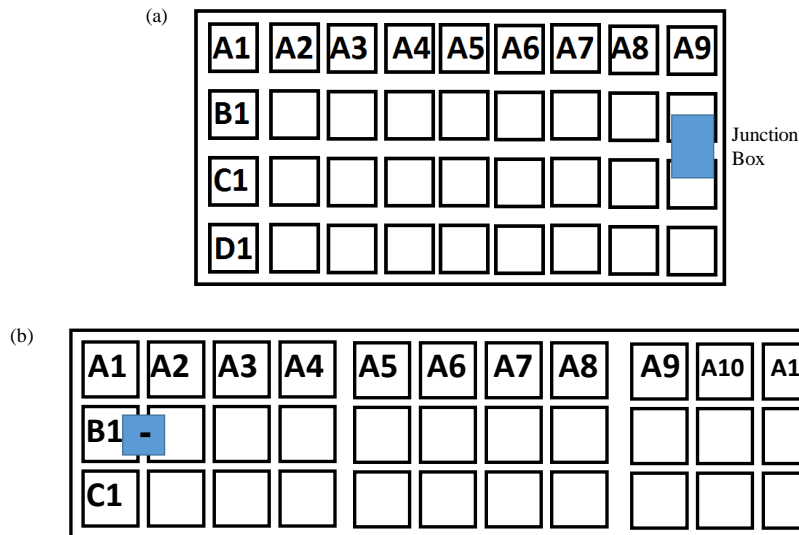 (a)
A1 A2 A3 A4 A5 A6 A7 A8 A9
B1
Junction
Box
C1
D1
(b)
A1 A2 A3 A4 A5 A6 A7 A8 A9 A10 A1
B1 -
C1